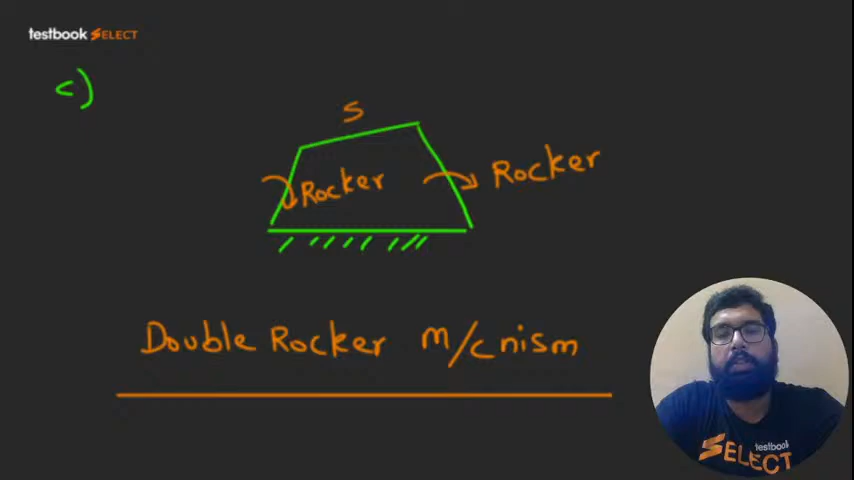 testbook SELECT
c)
S
Rocker
Rocker
Double Rocker m/cnism
testbook
SELECT